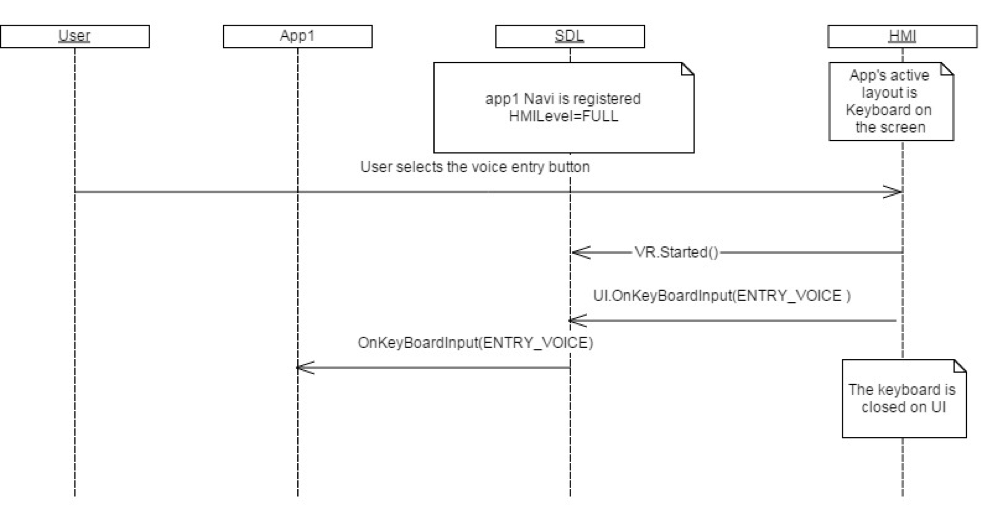 User
App1
SDL
HMI
app1 Navi is registered
HMILevel=FULL
App's active
layout is
Keyboard on
the screen
User selects the voice entry button
VR.Started()
UI.OnKeyBoardInput(ENTRY_VOICE )
OnKeyBoardInput(ENTRY_VOICE)
The keyboard is
closed on UI